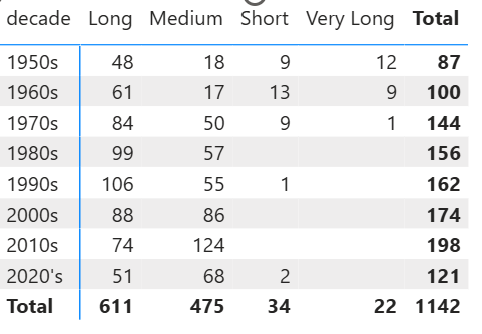 decade Long Medium Short Very Long Total
1950s 48 18 9 12 87
1960s 61 17 13 9 100
1970s 84 50 9 1 144
1980s 99 57 156
1990s 106 55 1 162
2000s 88 86 174
2010s 74 124 198
2020's 51 68 2 121
Total 611 475 34 22 1142